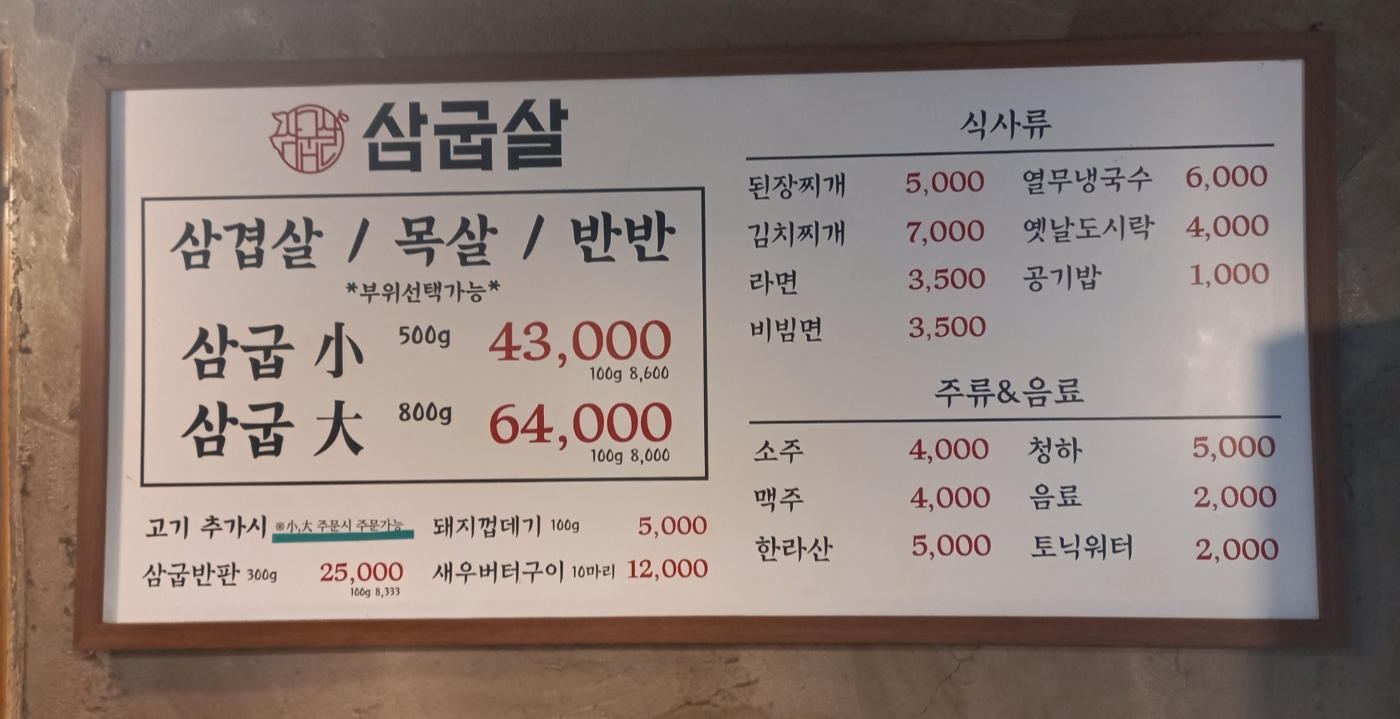 삼굽살
삼겹살 / 목살 / 반반
*부위선택가능*
삼굽 小 500g 43,000
100g 8,600
삼굽 大 800g 64,000
100g 8,000
고기 추가시 ※小,大 주문시 주문가능
삼굽반판 300g 25,000
100g 8,333
돼지껍데기 100g 5,000
새우버터구이 10마리 12,000
식사류
된장찌개 5,000 열무냉국수 6,000
김치찌개 7,000 옛날도시락 4,000
라면 3,500 공기밥 1,000
비빔면 3,500
주류&음료
소주 4,000 청하 5,000
맥주 4,000 음료 2,000
한라산 5,000 토닉워터 2,000